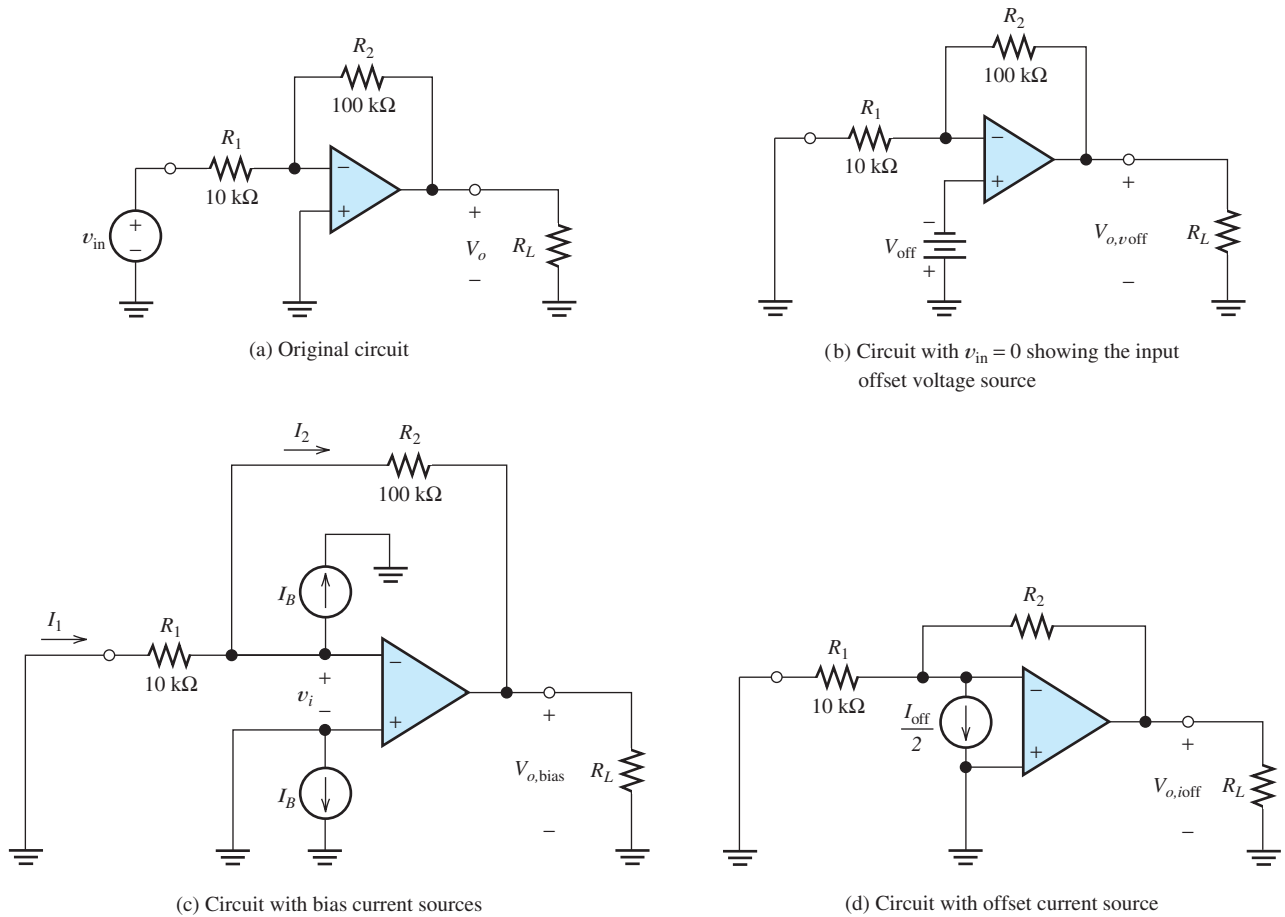 R2
100 kΩ
R1
10 kΩ
−
+
vin
+
−
+
Vo
−
RL
(a) Original circuit
R2
100 kΩ
R1
10 kΩ
−
+
−
Voff
+
+
Vo,voff
−
RL
(b) Circuit with vin = 0 showing the input
offset voltage source
I2
R2
100 kΩ
IB
I1
R1
10 kΩ
−
+
vi
−
+
IB
+
Vo,bias
−
RL
(c) Circuit with bias current sources
R2
R1
10 kΩ
Ioff
2
−
+
+
Vo,ioff
−
RL
(d) Circuit with offset current source